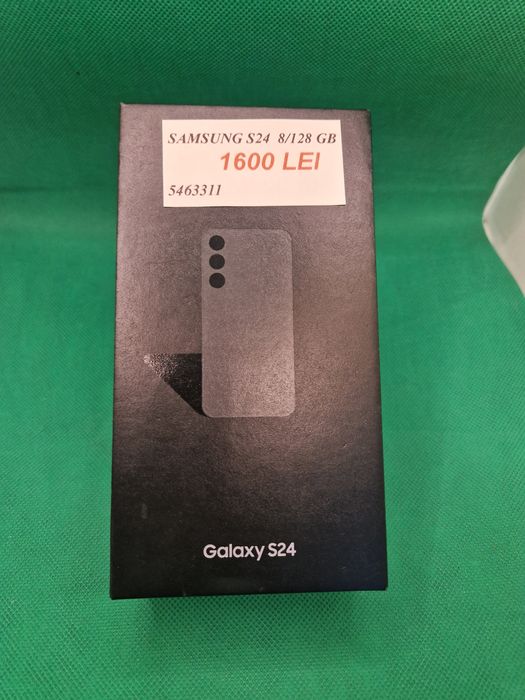 SAMSUNG S24 8/128 GB
1600 LEI
5463311
Galaxy S24